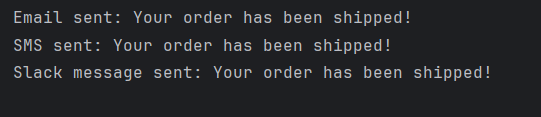 Email sent: Your order has been shipped!
SMS sent: Your order has been shipped!
Slack message sent: Your order has been shipped!